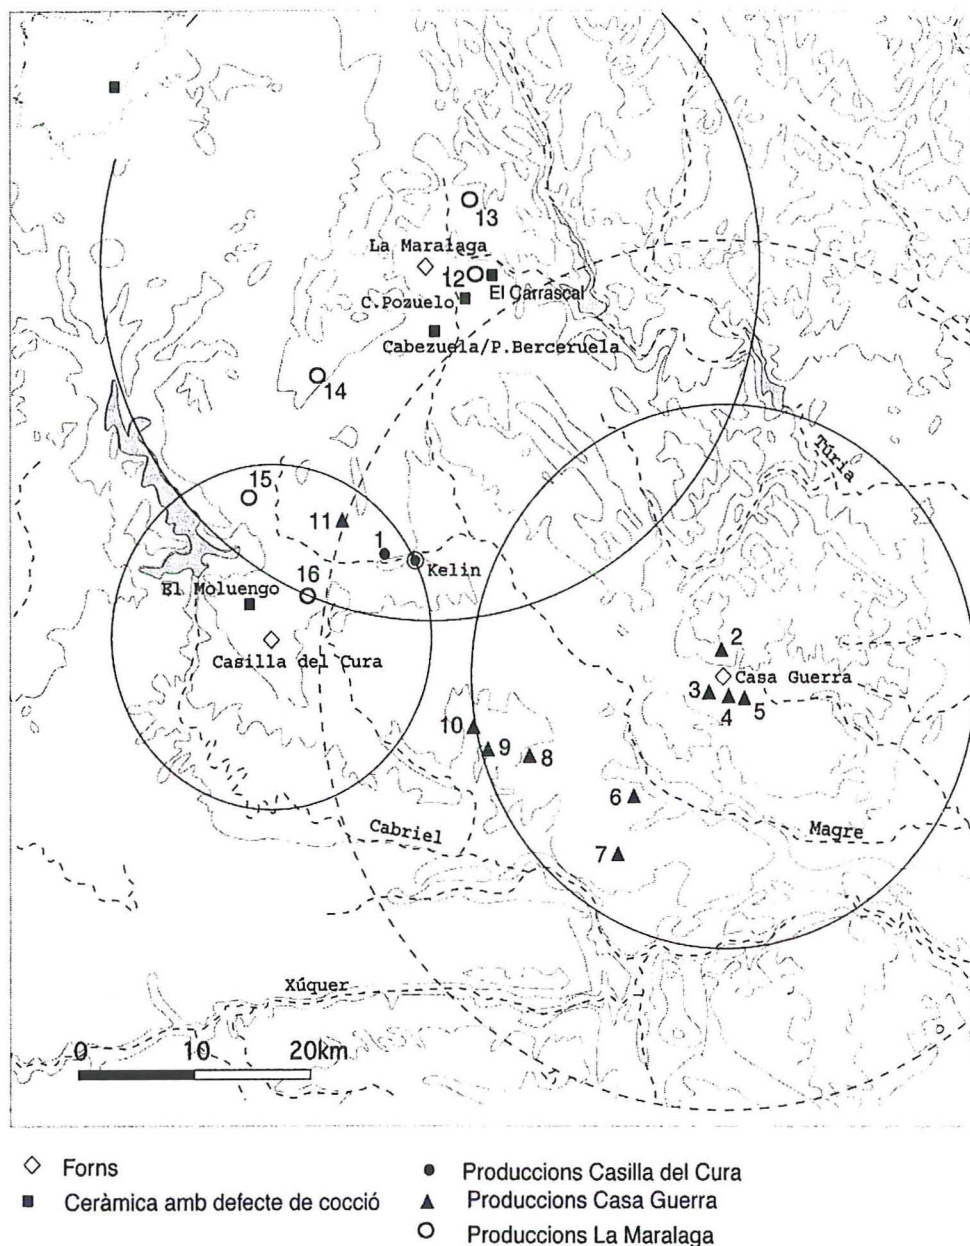 13
La Maralaga
12
El Carrascal
C.Pozuelo
Cabezuela/P.Berceruela
14
Túria
15
11
1
Kelin
16
El Moluengo
2
Casilla del Cura
Casa Guerra
3
4
5
10
9
8
6
Cabriel
Magre
7
Xúquer
0 10 20km
Forns
Ceràmica amb defecte de cocció
Produccions Casilla del Cura
Produccions Casa Guerra
Produccions La Maralaga